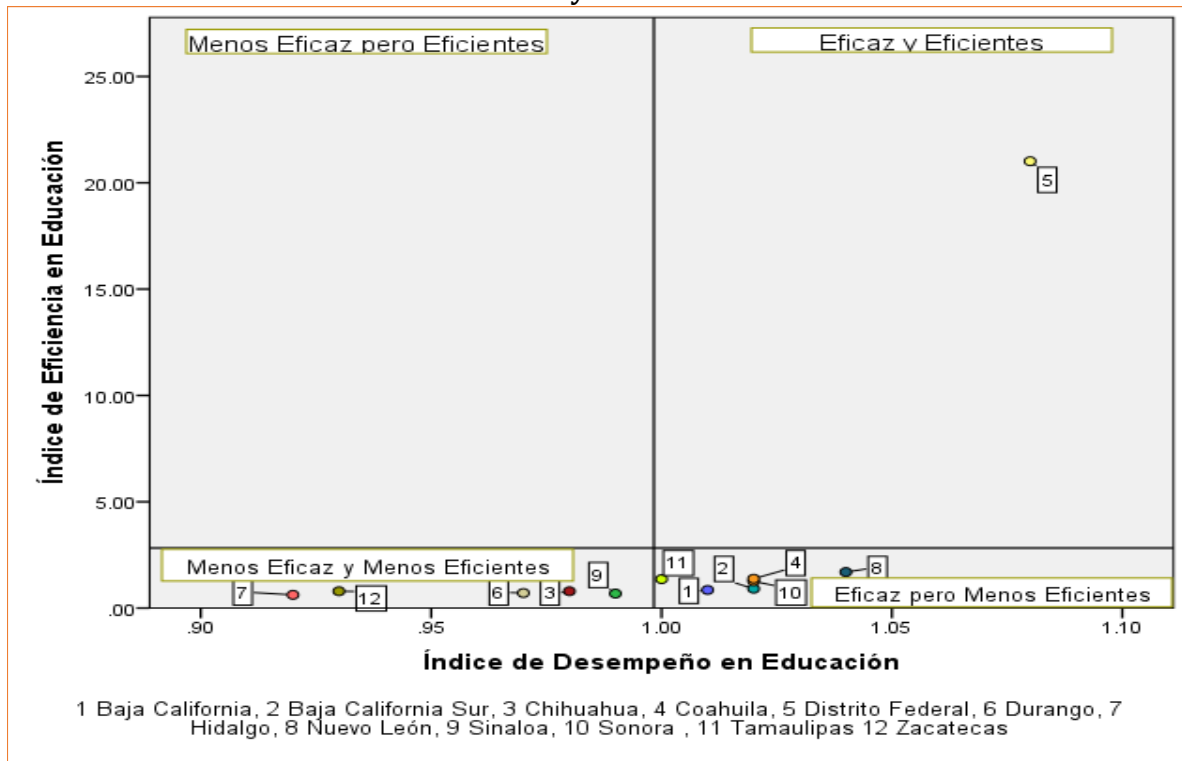 Menos Eficaz pero Eficientes
Eficaz y Eficientes
25.00
20.00
15.00
10.00
5.00
.00
Índice de Eficiencia en Educación
5
Menos Eficaz y Menos Eficientes
Eficaz pero Menos Eficientes
7
12
6
3
9
11
1
2
4
10
8
.90
.95
1.00
1.05
1.10
Índice de Desempeño en Educación
1 Baja California, 2 Baja California Sur, 3 Chihuahua, 4 Coahuila, 5 Distrito Federal, 6 Durango, 7
Hidalgo, 8 Nuevo León, 9 Sinaloa, 10 Sonora , 11 Tamaulipas 12 Zacatecas